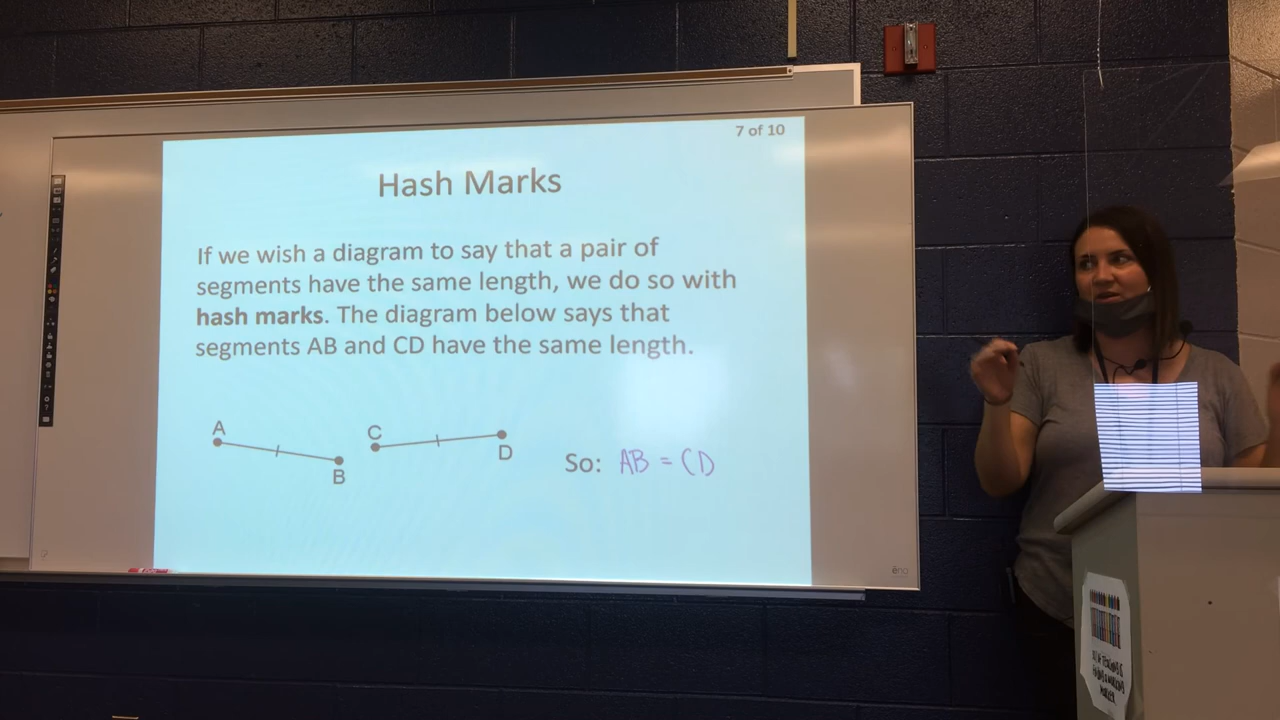 7 of 10
Hash Marks
If we wish a diagram to say that a pair of
segments have the same length, we do so with
hash marks. The diagram below says that
segments AB and CD have the same length.
A
B
C
D
So: AB = CD
ēno